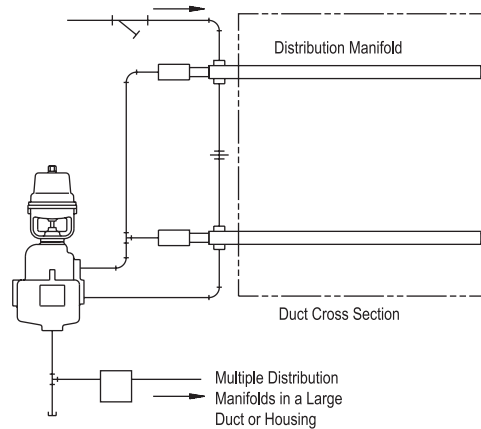 Distribution Manifold
Duct Cross Section
Multiple Distribution
Manifolds in a Large
Duct or Housing